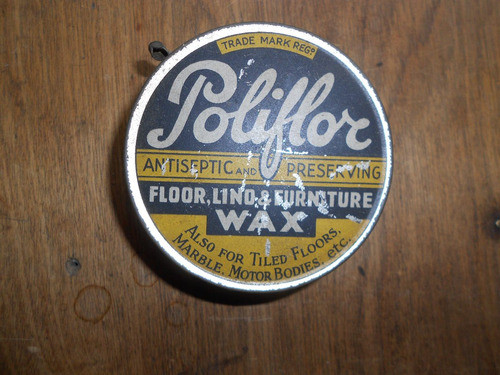 TRADE MARK REGD
Poliflor
ANTISEPTIC AND PRESERVING
FLOOR, LINO & FURNITURE
WAX
ALSO FOR TILED FLOORS,
MARBLE, MOTOR BODIES, etc.